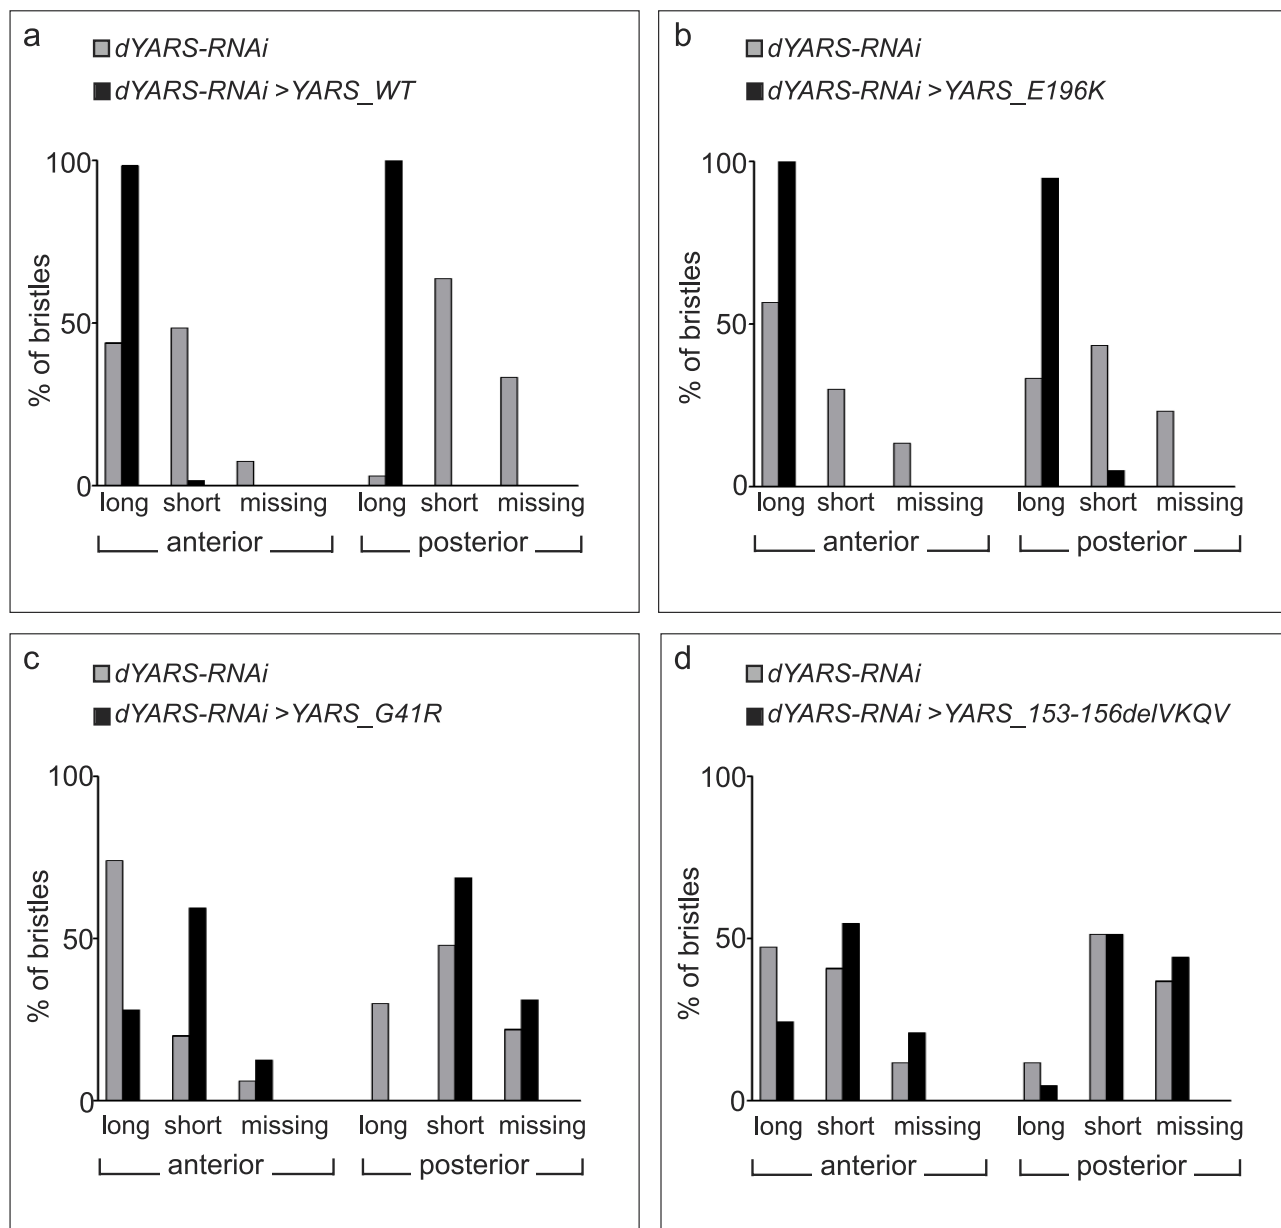 a
dYARS-RNAi
dYARS-RNAi >YARS_WT
% of bristles
100
50
0
long short missing long short missing
anterior posterior
b
dYARS-RNAi
dYARS-RNAi >YARS_E196K
% of bristles
100
50
0
long short missing long short missing
anterior posterior
c
dYARS-RNAi
dYARS-RNAi >YARS_G41R
% of bristles
100
50
0
long short missing long short missing
anterior posterior
d
dYARS-RNAi
dYARS-RNAi >YARS_153-156delVKQV
% of bristles
100
50
0
long short missing long short missing
anterior posterior